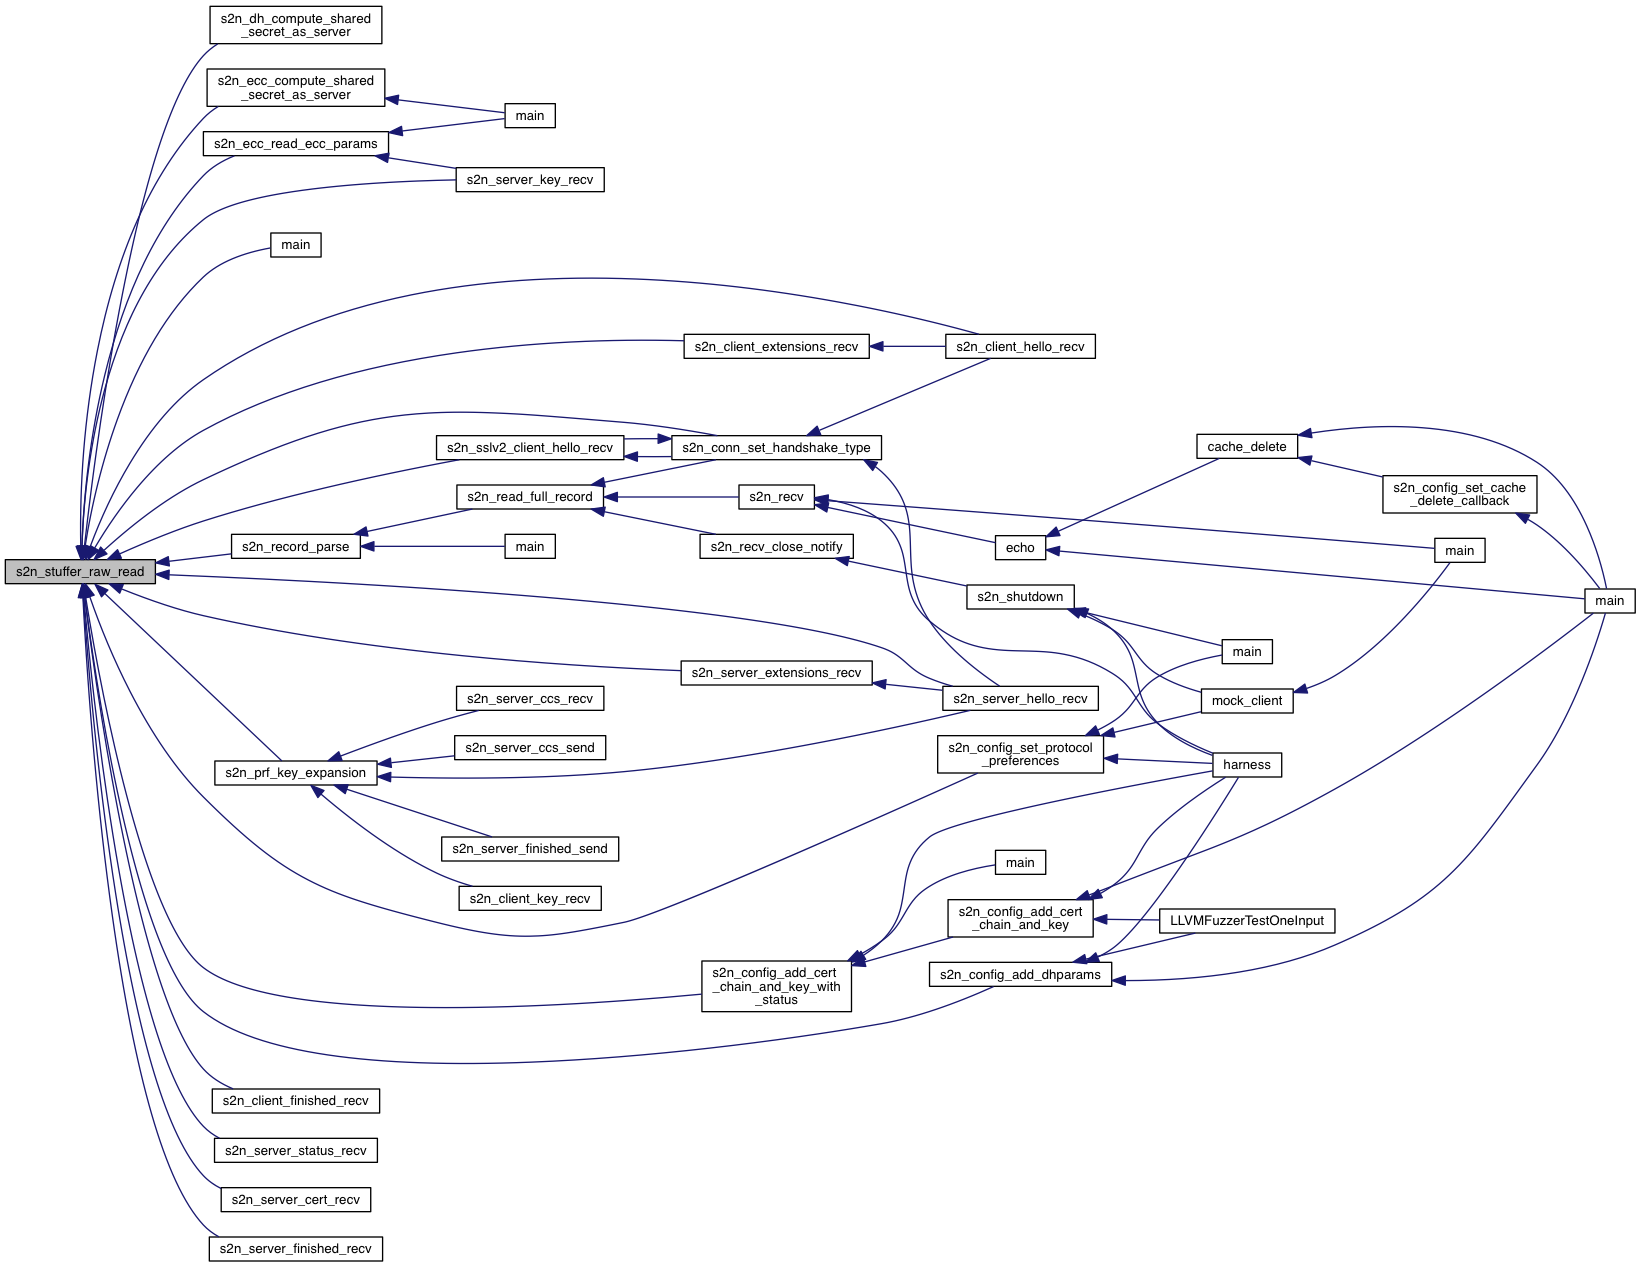 s2n_dh_compute_shared
_secret_as_server
s2n_ecc_compute_shared
_secret_as_server
main
s2n_ecc_read_ecc_params
s2n_server_key_recv
main
s2n_client_extensions_recv
s2n_client_hello_recv
s2n_sslv2_client_hello_recv
s2n_conn_set_handshake_type
cache_delete
s2n_config_set_cache
_delete_callback
s2n_read_full_record
s2n_recv
s2n_record_parse
main
s2n_recv_close_notify
echo
main
s2n_stuffer_raw_read
s2n_shutdown
main
main
s2n_server_extensions_recv
s2n_server_ccs_recv
s2n_server_hello_recv
mock_client
s2n_server_ccs_send
s2n_config_set_protocol
_preferences
s2n_prf_key_expansion
harness
s2n_server_finished_send
main
s2n_client_key_recv
s2n_config_add_cert
_chain_and_key
LLVMFuzzerTestOneInput
s2n_config_add_cert
_chain_and_key_with
_status
s2n_config_add_dhparams
s2n_client_finished_recv
s2n_server_status_recv
s2n_server_cert_recv
s2n_server_finished_recv